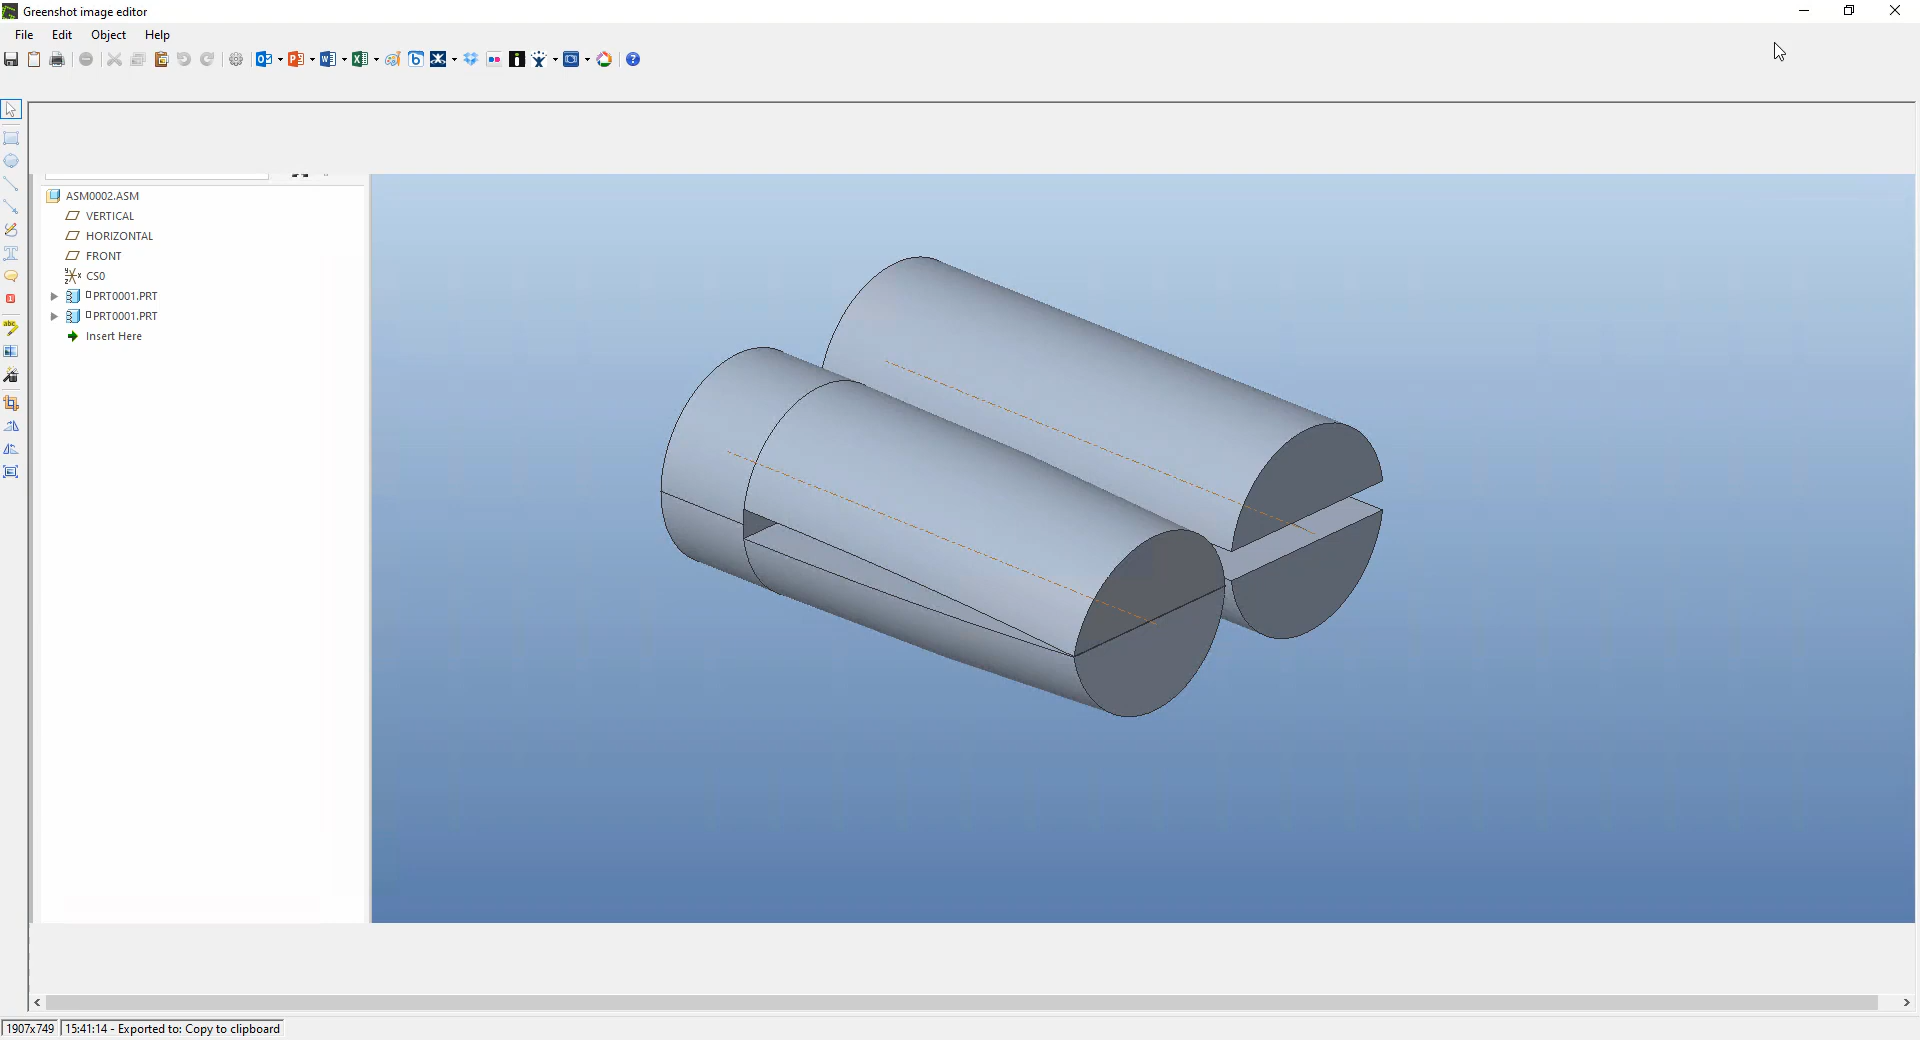 Greenshot image editor
File Edit Object Help
ASM0002.ASM
VERTICAL
HORIZONTAL
FRONT
CS0
PRT0001.PRT
PRT0001.PRT
Insert Here
1907x749 15:41:14 - Exported to: Copy to clipboard